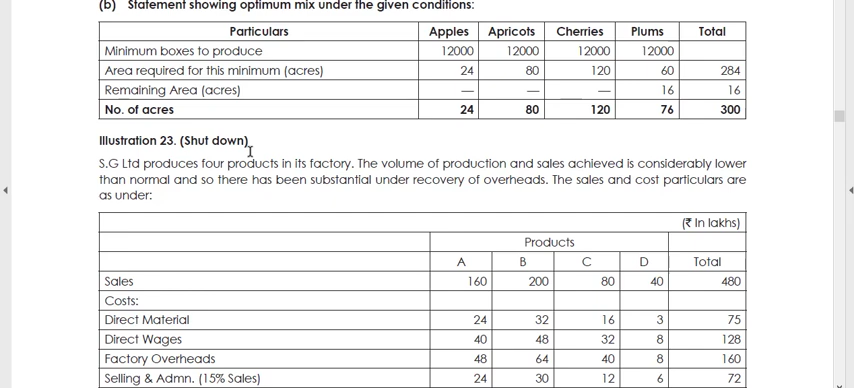 (b) Statement showing optimum mix under the given conditions:
Particulars Apples Apricots Cherries Plums Total
Minimum boxes to produce 12000 12000 12000 12000
Area required for this minimum (acres) 24 80 120 60 284
Remaining Area (acres) — — — 16 16
No. of acres 24 80 120 76 300
Illustration 23. (Shut down)
S.G Ltd produces four products in its factory. The volume of production and sales achieved is considerably lower
than normal and so there has been substantial under recovery of overheads. The sales and cost particulars are
as under:
(₹ In lakhs)
Products
A B C D Total
Sales 160 200 80 40 480
Costs:
Direct Material 24 32 16 3 75
Direct Wages 40 48 32 8 128
Factory Overheads 48 64 40 8 160
Selling & Admn. (15% Sales) 24 30 12 6 72